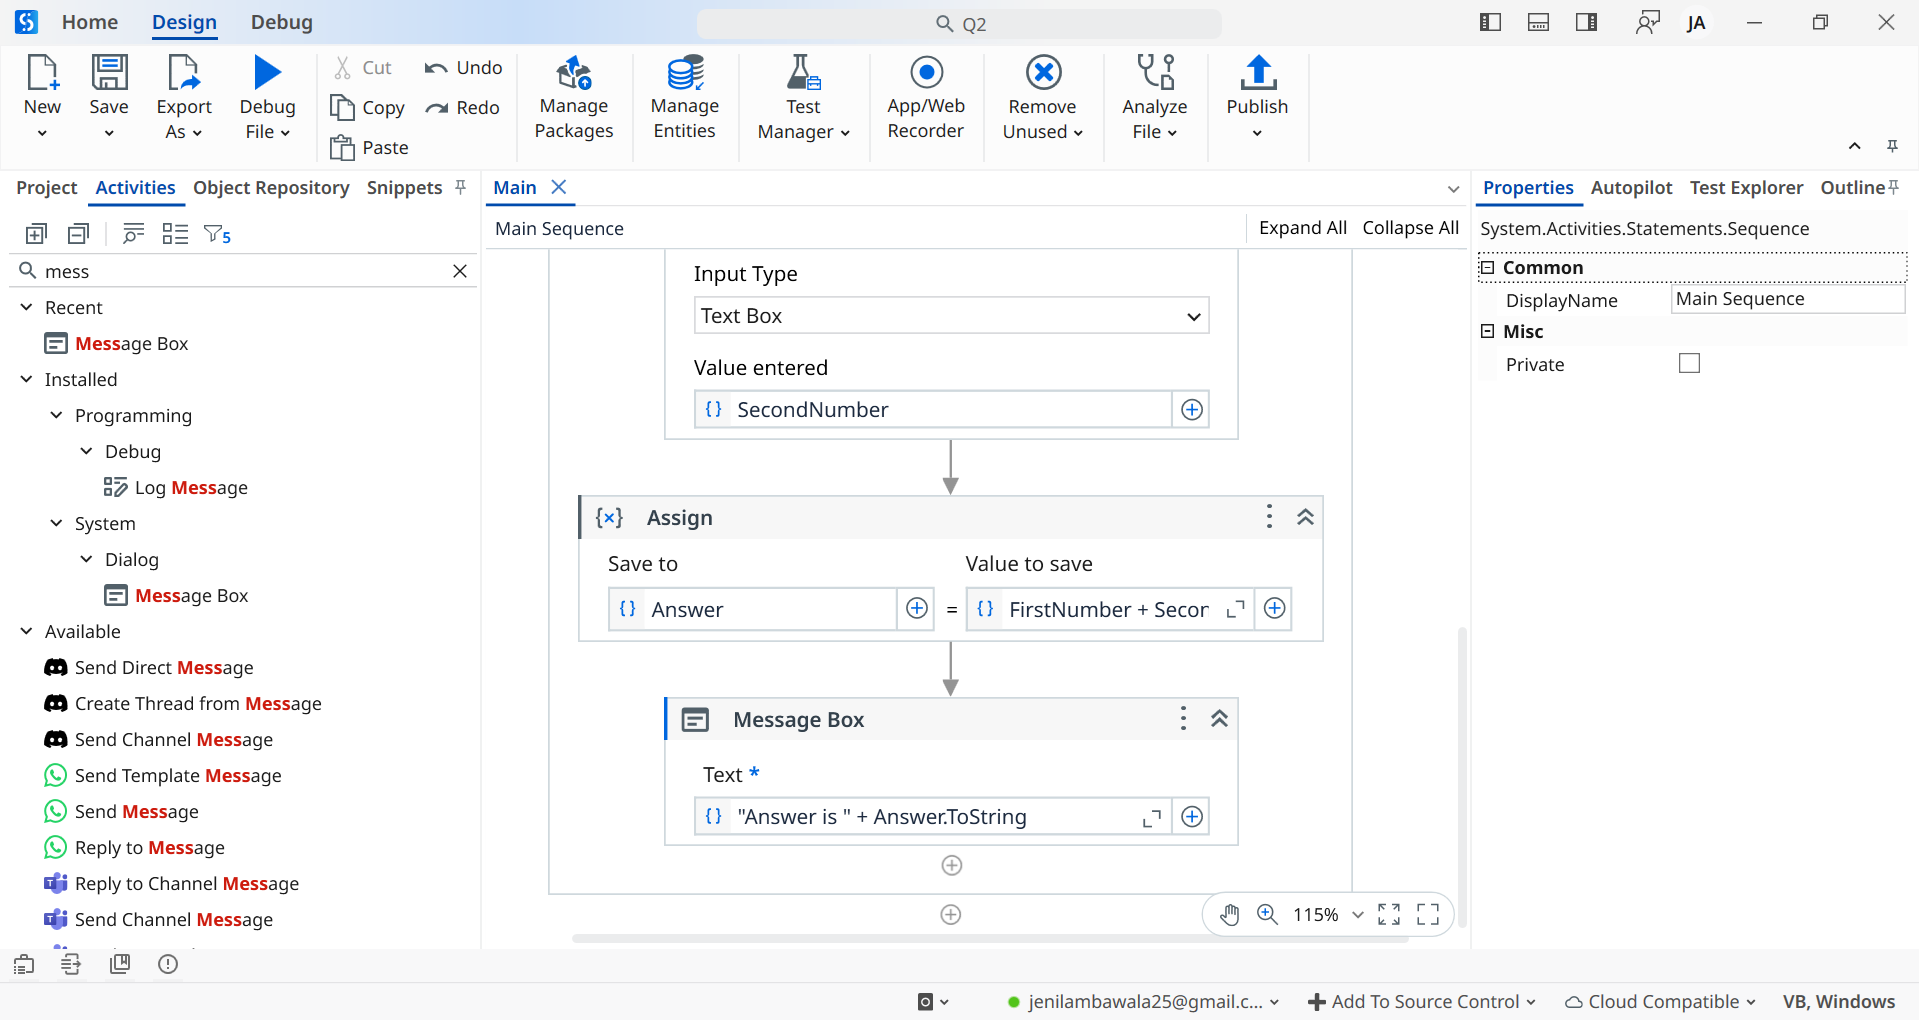 Home Design Debug
Q2
JA
New
Save
Export As
Debug File
Cut
Copy
Paste
Undo
Redo
Manage Packages
Manage Entities
Test Manager
App/Web Recorder
Remove Unused
Analyze File
Publish
Project Activities Object Repository Snippets
5
mess
Recent
Message Box
Installed
Programming
Debug
Log Message
System
Dialog
Message Box
Available
Send Direct Message
Create Thread from Message
Send Channel Message
Send Template Message
Send Message
Reply to Message
Reply to Channel Message
Send Channel Message
Main
Main Sequence
Expand All Collapse All
Input Type
Text Box
Value entered
{} SecondNumber
{x} Assign
Save to
Value to save
{} Answer = {} FirstNumber + Secon
Message Box
Text *
{} "Answer is " + Answer.ToString
115%
Properties Autopilot Test Explorer Outline
System.Activities.Statements.Sequence
Common
DisplayName Main Sequence
Misc
Private
jenilambawala25@gmail.c... Add To Source Control Cloud Compatible VB, Windows